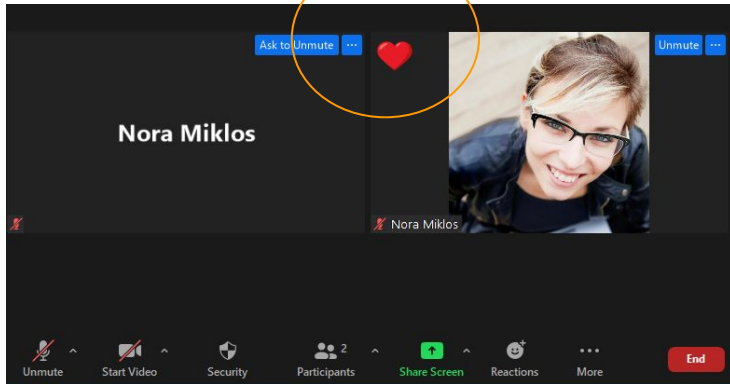 Ask to Unmute ...
Unmute ...
Nora Miklos
Nora Miklos
2
Unmute
Start Video
Security
Participants
Share Screen
Reactions
More
End